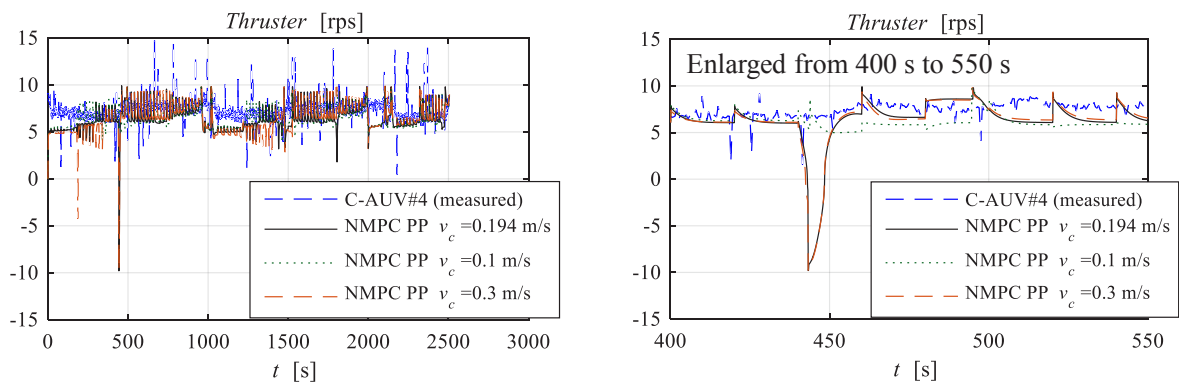 Thruster [rps]
15
10
5
0
-5
-10
-15
C-AUV#4 (measured)
NMPC PP v_c =0.194 m/s
NMPC PP v_c =0.1 m/s
NMPC PP v_c =0.3 m/s
0 500 1000 1500 2000 2500 3000
t [s]
Thruster [rps]
Enlarged from 400 s to 550 s
15
10
5
0
-5
-10
-15
C-AUV#4 (measured)
NMPC PP v_c =0.194 m/s
NMPC PP v_c =0.1 m/s
NMPC PP v_c =0.3 m/s
400 450 500 550
t [s]